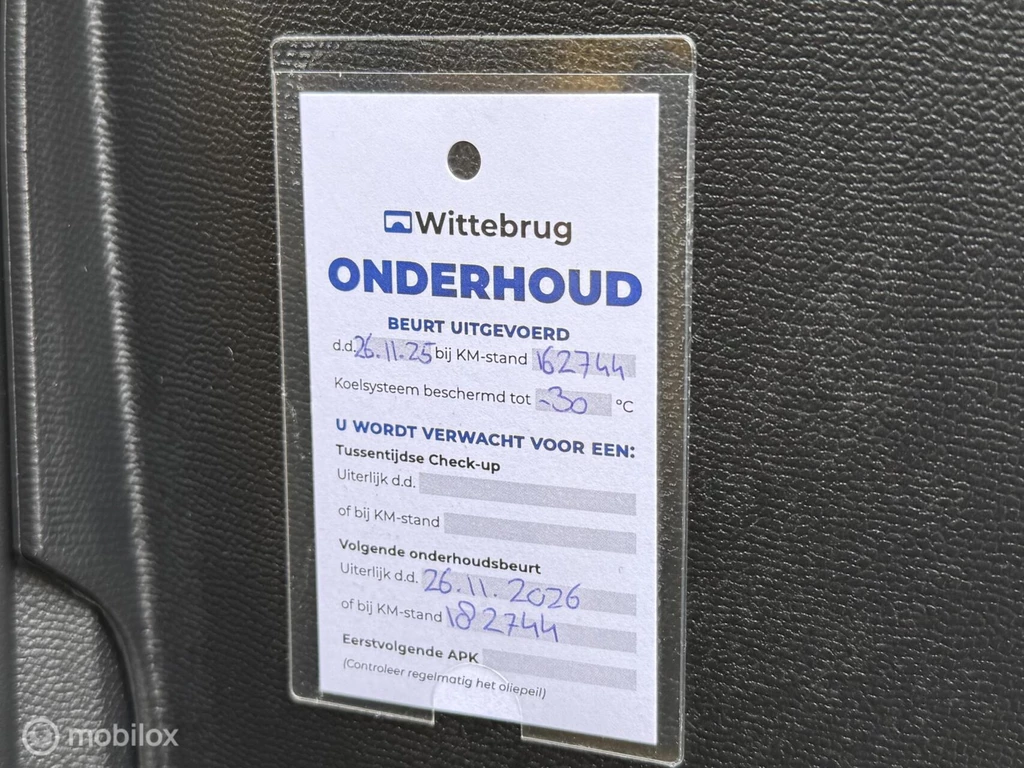 Wittebrug
ONDERHOUD
BEURT UITGEVOERD
d.d. 26.11.25 bij KM-stand 162744
Koelsysteem beschermd tot -30 °C
U WORDT VERWACHT VOOR EEN:
Tussentijdse Check-up
Uiterlijk d.d.
of bij KM-stand
Volgende onderhoudsbeurt
Uiterlijk d.d. 26.11.2026
of bij KM-stand 182744
Eerstvolgende APK
(Controleer regelmatig het oliepeil)
mobilox